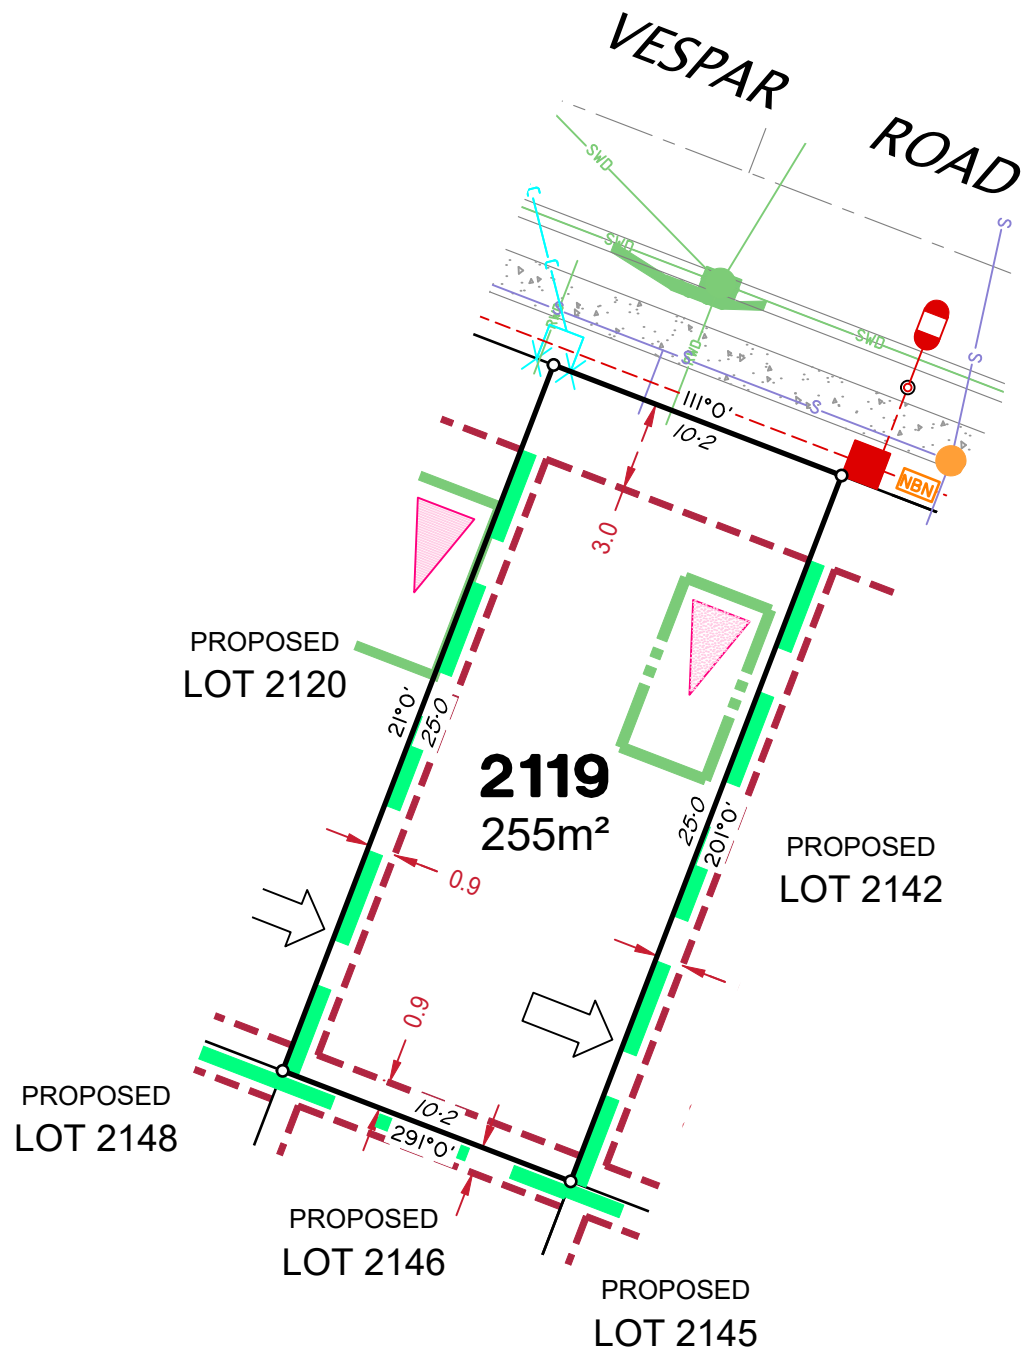 VESPAR ROAD
SWD
S
SWD
RWD
SWD
SWD
S
S
S
111°0'
10·2
NBN
3.0
PROPOSED
LOT 2120
21°0'
25·0
2119
255m²
25·0
201°0'
PROPOSED
LOT 2142
0.9
0.9
10·2
291°0'
PROPOSED
LOT 2148
PROPOSED
LOT 2146
PROPOSED
LOT 2145